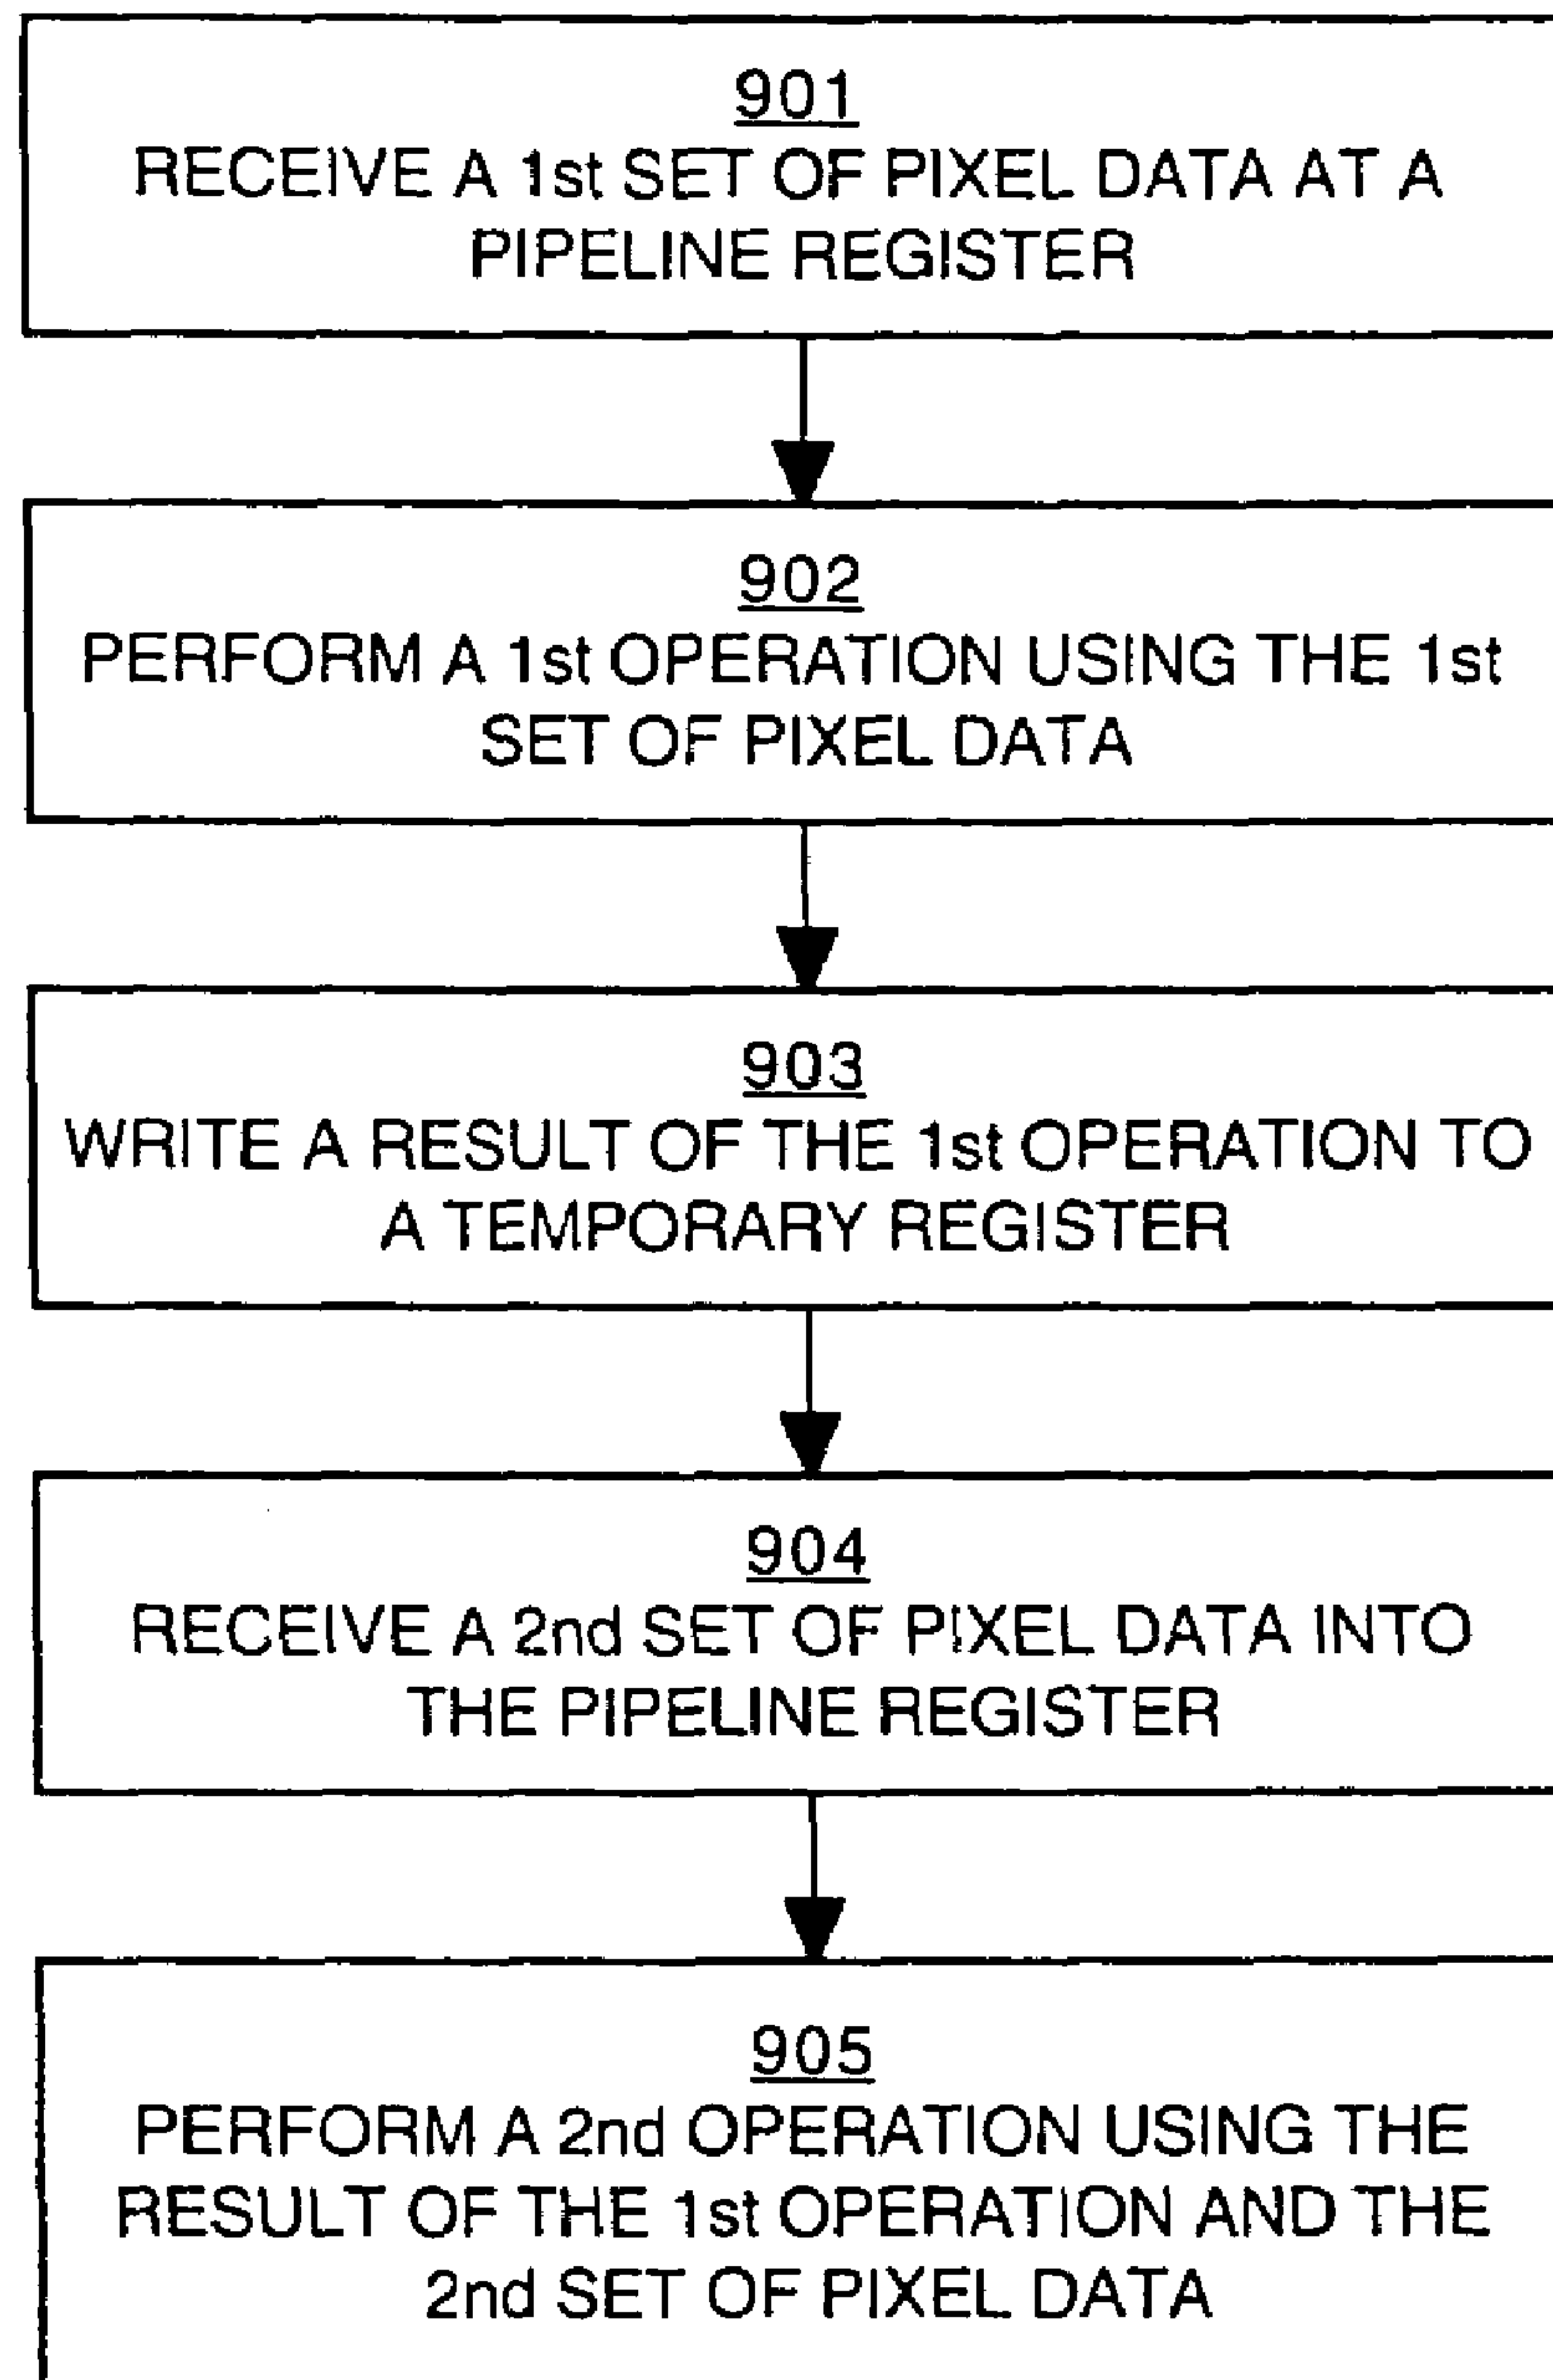 901
RECEIVE A 1st SET OF PIXEL DATA AT A
PIPELINE REGISTER
902
PERFORM A 1st OPERATION USING THE 1st
SET OF PIXEL DATA
903
WRITE A RESULT OF THE 1st OPERATION TO
A TEMPORARY REGISTER
904
RECEIVE A 2nd SET OF PIXEL DATA INTO
THE PIPELINE REGISTER
905
PERFORM A 2nd OPERATION USING THE
RESULT OF THE 1st OPERATION AND THE
2nd SET OF PIXEL DATA